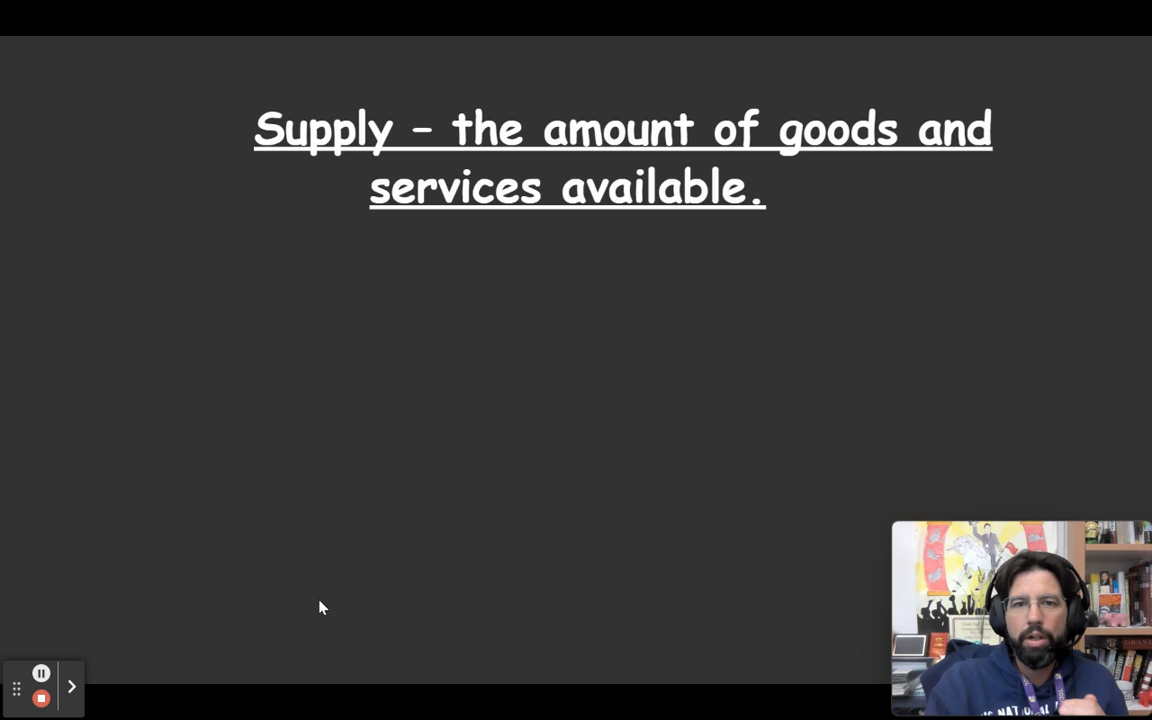 Supply – the amount of goods and
services available.